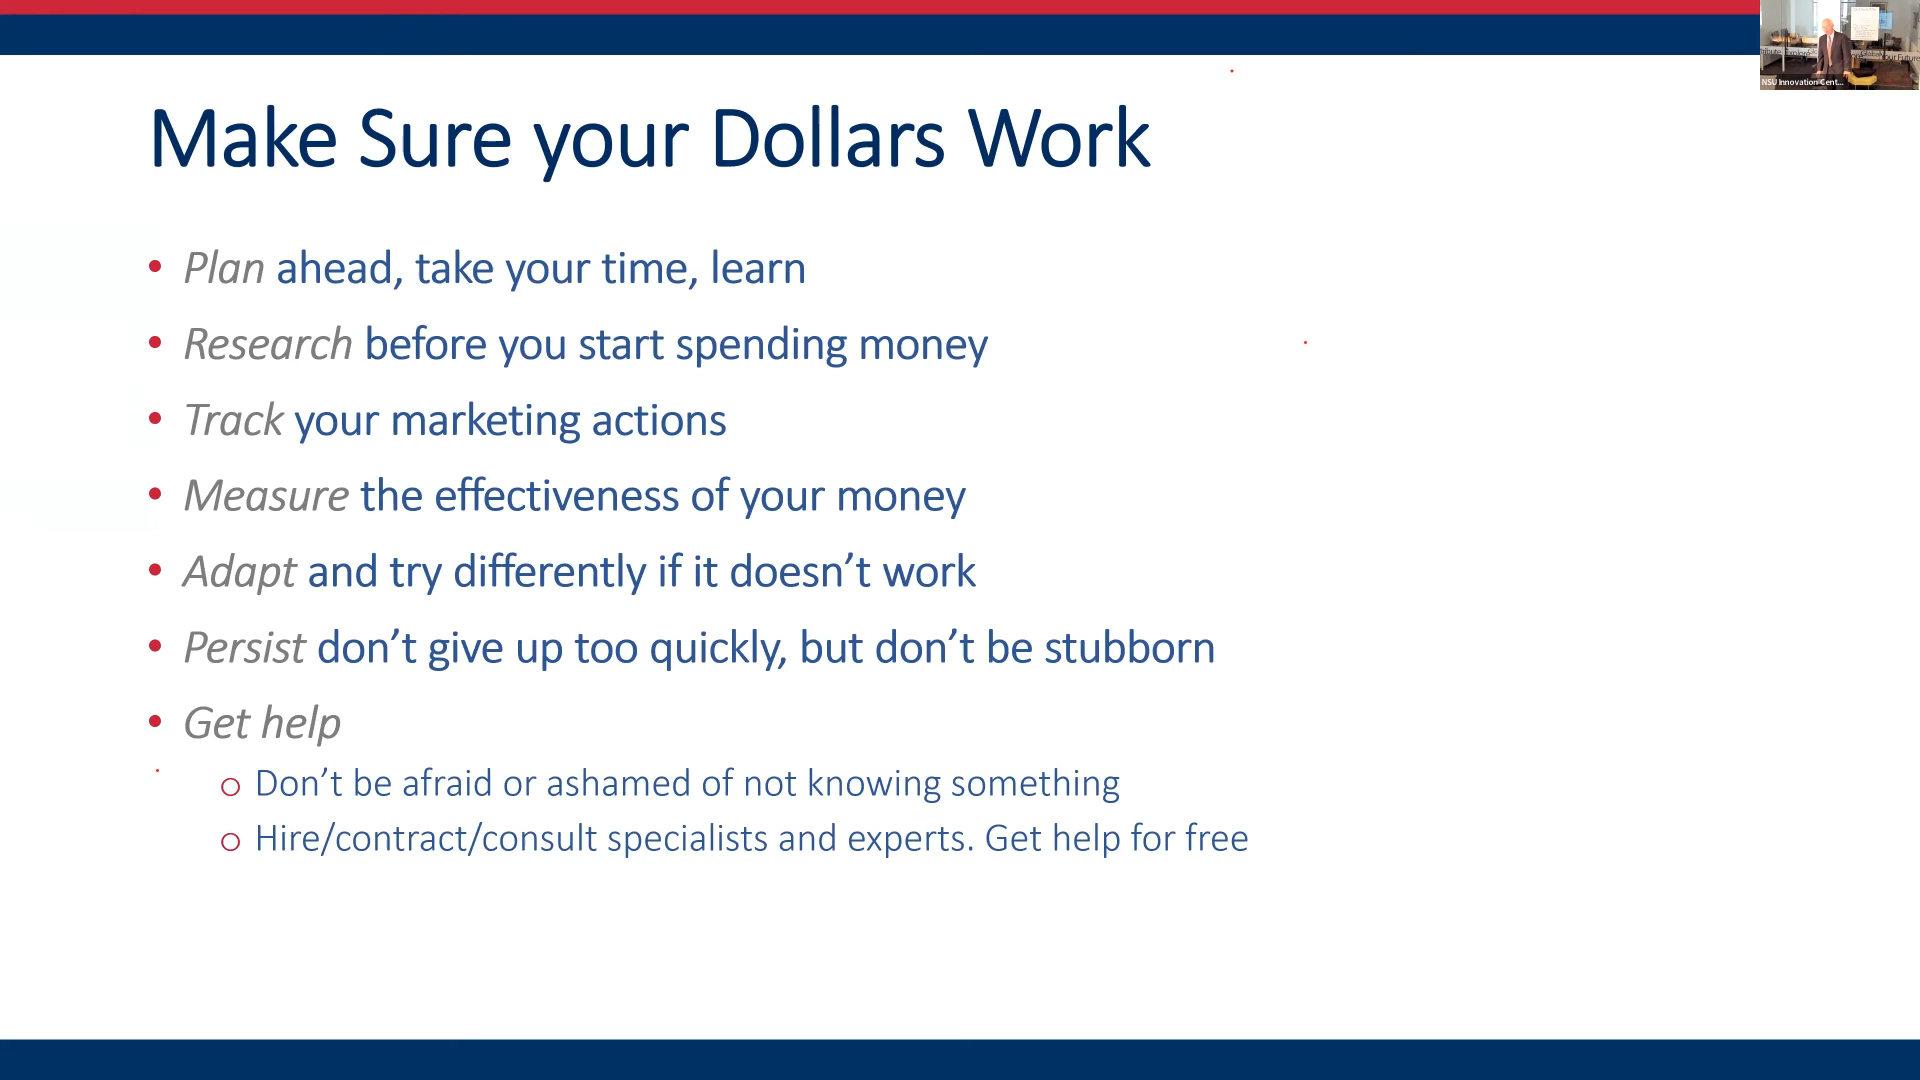 Make Sure your Dollars Work
• Plan ahead, take your time, learn
• Research before you start spending money
• Track your marketing actions
• Measure the effectiveness of your money
• Adapt and try differently if it doesn’t work
• Persist don’t give up too quickly, but don’t be stubborn
• Get help
o Don’t be afraid or ashamed of not knowing something
o Hire/contract/consult specialists and experts. Get help for free
NSU Innovation Cent...